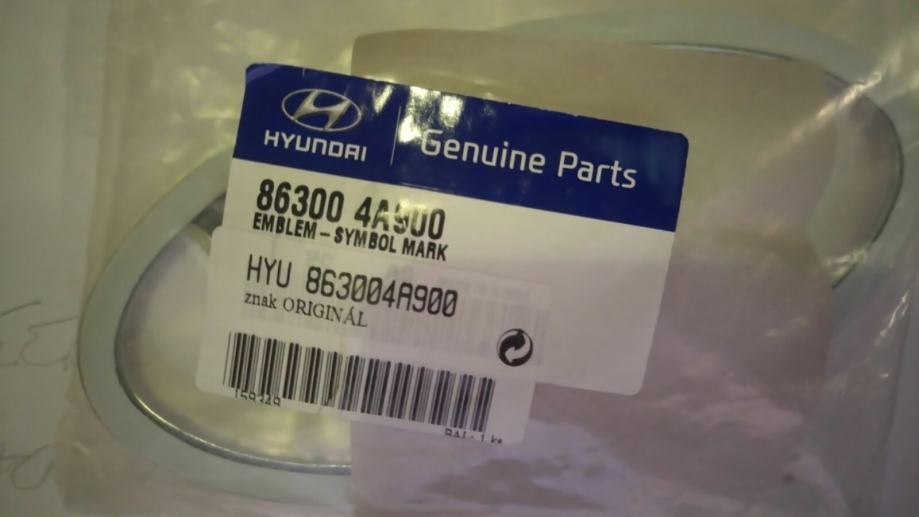 HYUNDAI
Genuine Parts
86300 4A900
EMBLEM - SYMBOL MARK
HYU 863004A900
znak ORIGINÁL